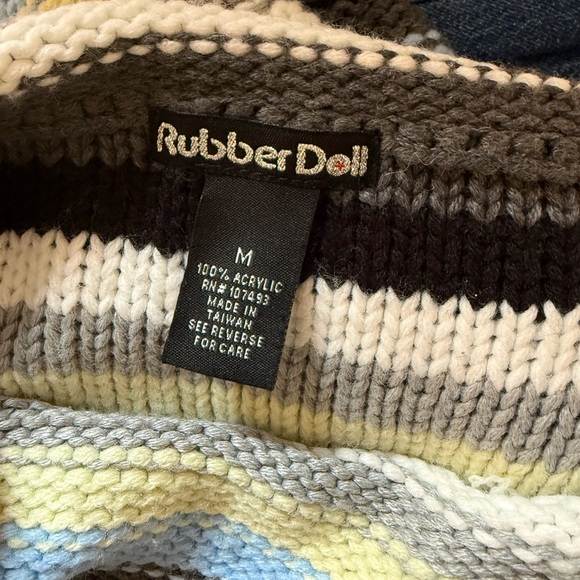 Rubber Doll
M
100% ACRYLIC
RN# 107493
MADE IN
TAIWAN
SEE REVERSE
FOR CARE